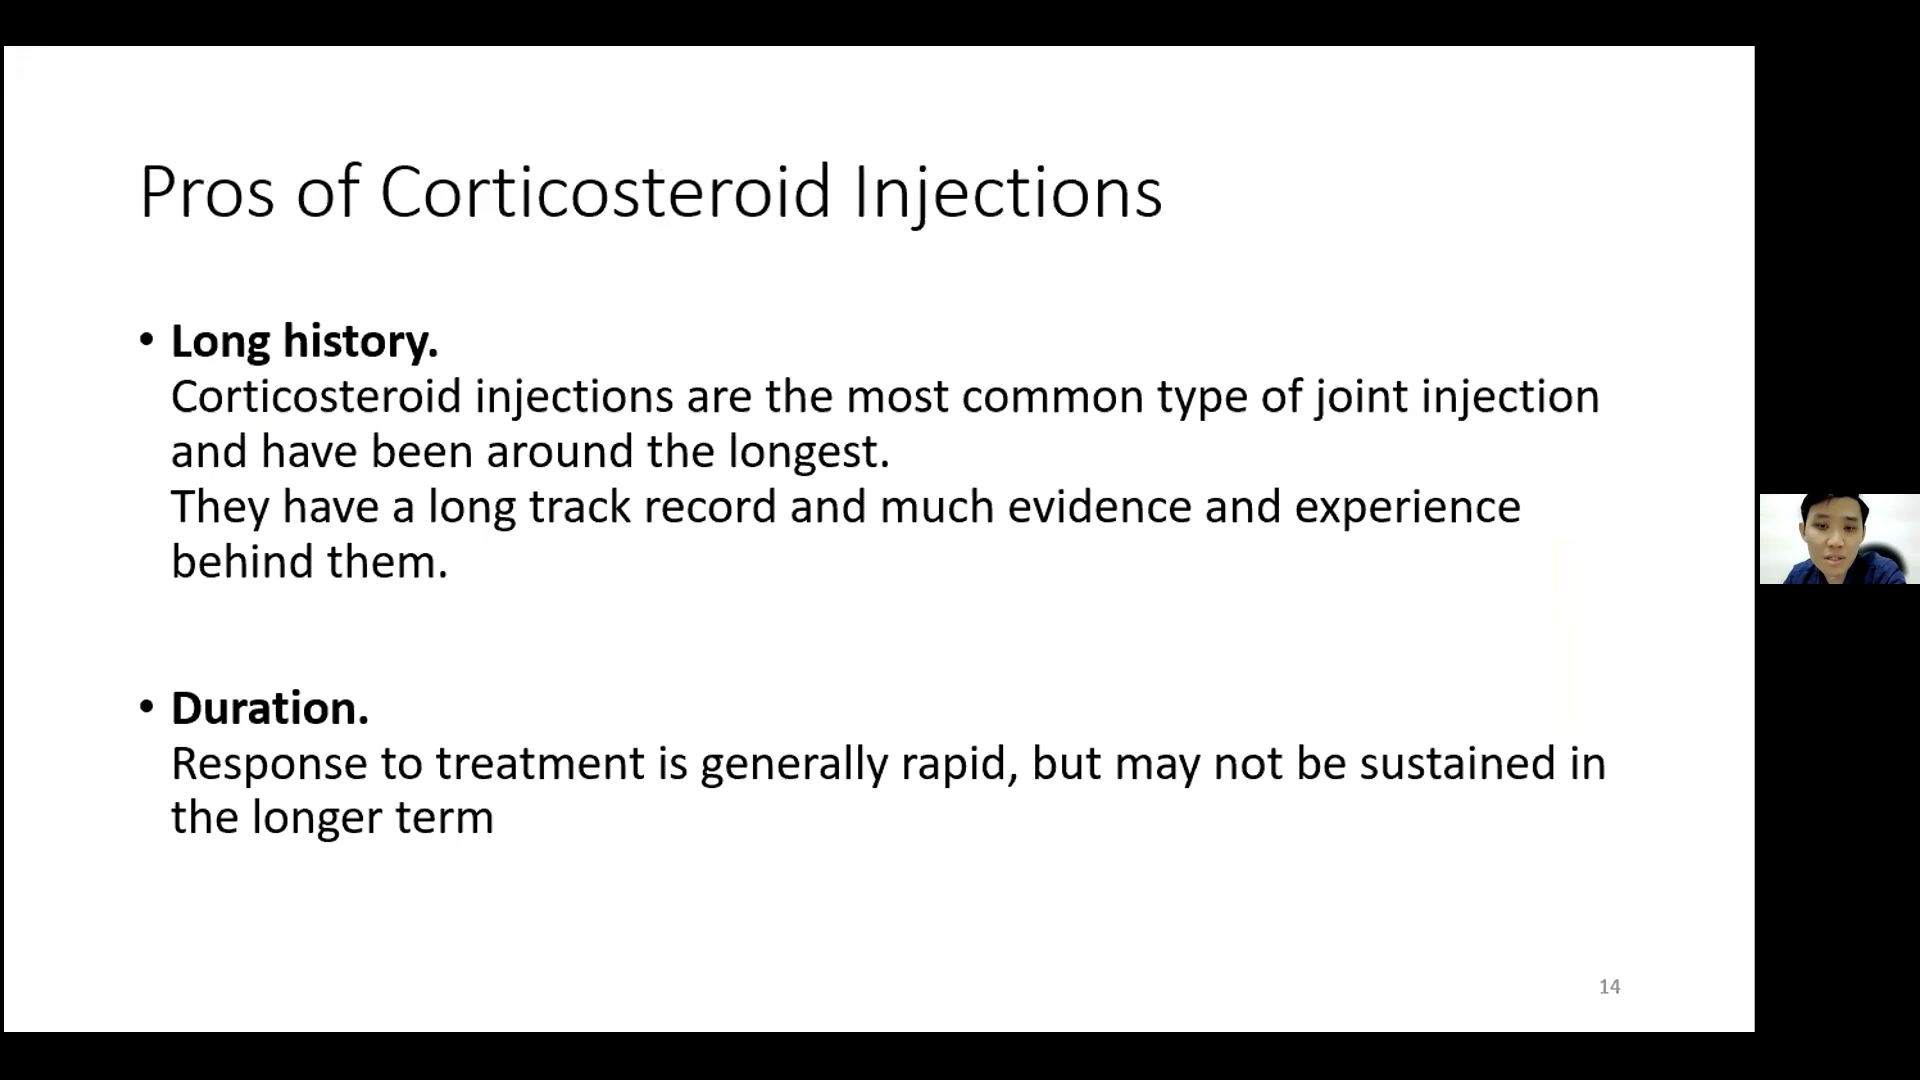 Pros of Corticosteroid Injections
• Long history.
Corticosteroid injections are the most common type of joint injection
and have been around the longest.
They have a long track record and much evidence and experience
behind them.
• Duration.
Response to treatment is generally rapid, but may not be sustained in
the longer term
14